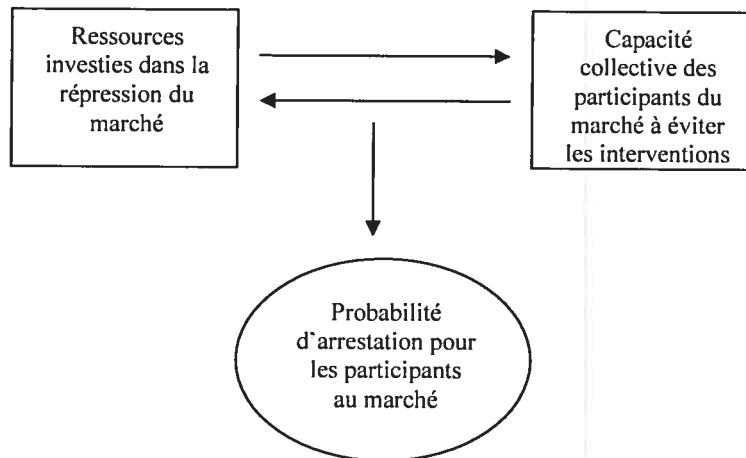 Ressources
investies dans la
répression du
marché
Capacité
collective des
participants du
marché à éviter
les interventions
Probabilité
d'arrestation pour
les participants
au marché